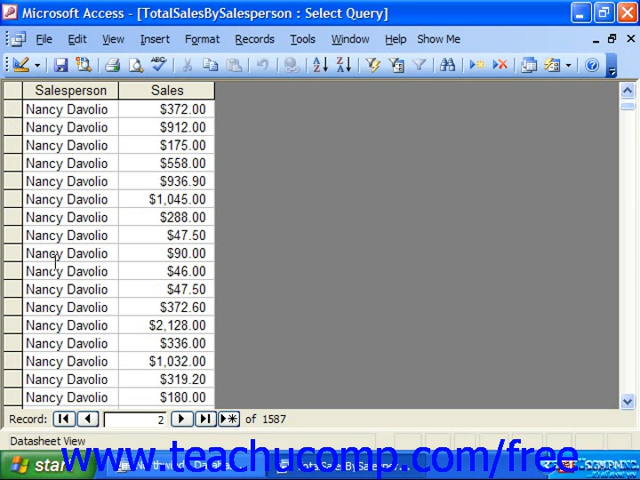 Microsoft Access - [TotalSalesBySalesperson : Select Query]
File Edit View Insert Format Records Tools Window Help Show Me
Salesperson Sales
Nancy Davolio $372.00
Nancy Davolio $912.00
Nancy Davolio $175.00
Nancy Davolio $558.00
Nancy Davolio $936.90
Nancy Davolio $1,045.00
Nancy Davolio $288.00
Nancy Davolio $47.50
Nancy Davolio $90.00
Nancy Davolio $46.00
Nancy Davolio $47.50
Nancy Davolio $372.60
Nancy Davolio $2,128.00
Nancy Davolio $336.00
Nancy Davolio $1,032.00
Nancy Davolio $319.20
Nancy Davolio $180.00
Record: 2 of 1587
Datasheet View
www.teachucomp.com/free
start